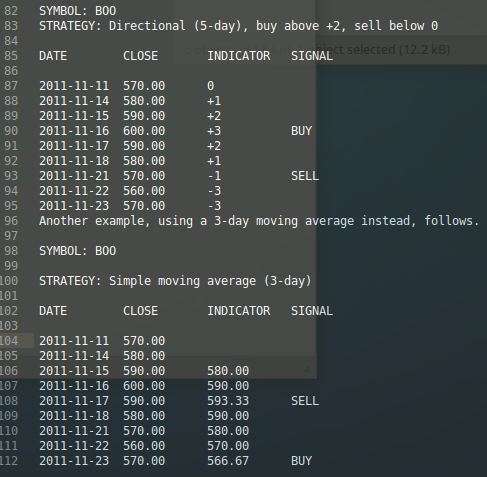 82 SYMBOL: BOO
83 STRATEGY: Directional (5-day), buy above +2, sell below 0
84
85 DATE CLOSE INDICATOR SIGNAL
86
87 2011-11-11 570.00 0
88 2011-11-14 580.00 +1
89 2011-11-15 590.00 +2
90 2011-11-16 600.00 +3 BUY
91 2011-11-17 590.00 +2
92 2011-11-18 580.00 +1
93 2011-11-21 570.00 -1 SELL
94 2011-11-22 560.00 -3
95 2011-11-23 570.00 -3
96 Another example, using a 3-day moving average instead, follows.
97
98 SYMBOL: BOO
99
100 STRATEGY: Simple moving average (3-day)
101
102 DATE CLOSE INDICATOR SIGNAL
103
104 2011-11-11 570.00
105 2011-11-14 580.00
106 2011-11-15 590.00 580.00
107 2011-11-16 600.00 590.00
108 2011-11-17 590.00 593.33 SELL
109 2011-11-18 580.00 590.00
110 2011-11-21 570.00 580.00
111 2011-11-22 560.00 570.00
112 2011-11-23 570.00 566.67 BUY
selected (12.2 kB)